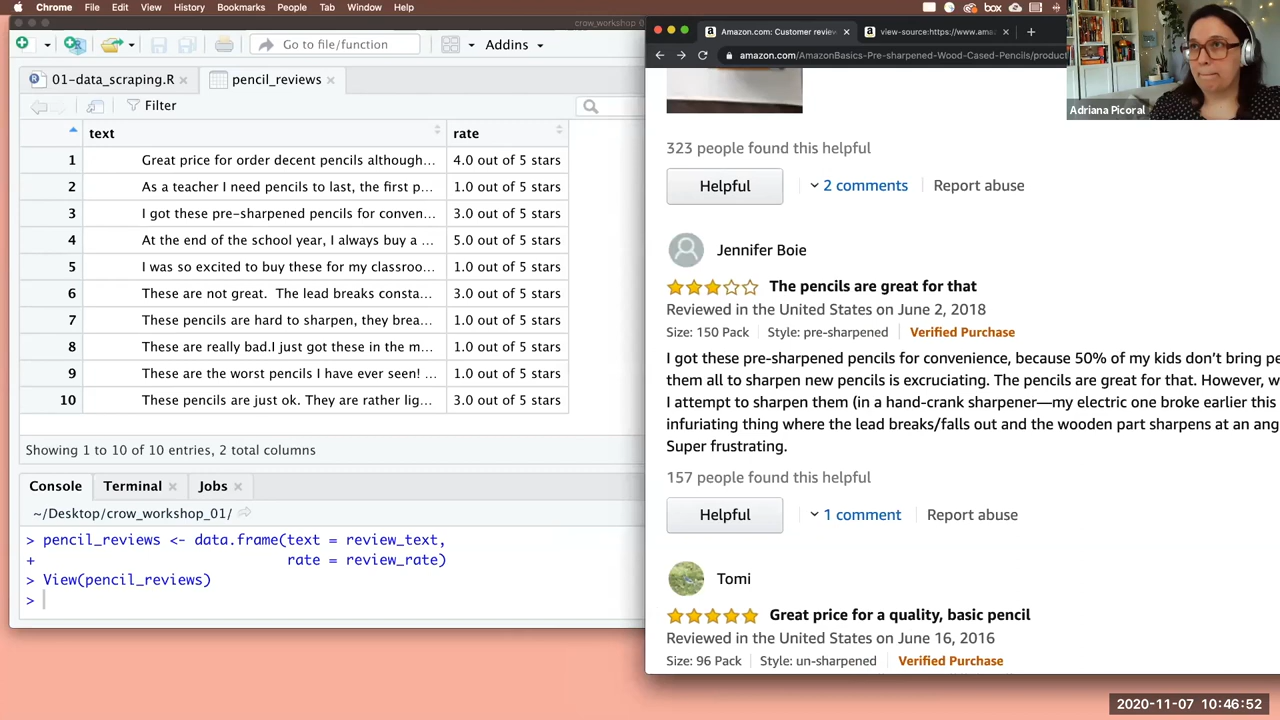 Chrome File Edit View History Bookmarks People Tab Window Help
box
crow_workshop_0
Go to file/function
Addins
01-data_scraping.R
pencil_reviews
Filter
text rate
1 Great price for order decent pencils although... 4.0 out of 5 stars
2 As a teacher I need pencils to last, the first p... 1.0 out of 5 stars
3 I got these pre-sharpened pencils for conven... 3.0 out of 5 stars
4 At the end of the school year, I always buy a ... 5.0 out of 5 stars
5 I was so excited to buy these for my classroo... 1.0 out of 5 stars
6 These are not great. The lead breaks consta... 3.0 out of 5 stars
7 These pencils are hard to sharpen, they brea... 1.0 out of 5 stars
8 These are really bad.I just got these in the m... 1.0 out of 5 stars
9 These are the worst pencils I have ever seen! ... 1.0 out of 5 stars
10 These pencils are just ok. They are rather lig... 3.0 out of 5 stars
Showing 1 to 10 of 10 entries, 2 total columns
Console Terminal Jobs
~/Desktop/crow_workshop_01/
> pencil_reviews <- data.frame(text = review_text,
+ rate = review_rate)
> View(pencil_reviews)
>
Amazon.com: Customer review
view-source:https://www.ama
amazon.com/AmazonBasics-Pre-sharpened-Wood-Cased-Pencils/product
Adriana Picoral
323 people found this helpful
Helpful 2 comments Report abuse
Jennifer Boie
The pencils are great for that
Reviewed in the United States on June 2, 2018
Size: 150 Pack Style: pre-sharpened Verified Purchase
I got these pre-sharpened pencils for convenience, because 50% of my kids don’t bring pe
them all to sharpen new pencils is excruciating. The pencils are great for that. However, w
I attempt to sharpen them (in a hand-crank sharpener—my electric one broke earlier this
infuriating thing where the lead breaks/falls out and the wooden part sharpens at an ang
Super frustrating.
157 people found this helpful
Helpful 1 comment Report abuse
Tomi
Great price for a quality, basic pencil
Reviewed in the United States on June 16, 2016
Size: 96 Pack Style: un-sharpened Verified Purchase
2020-11-07 10:46:52